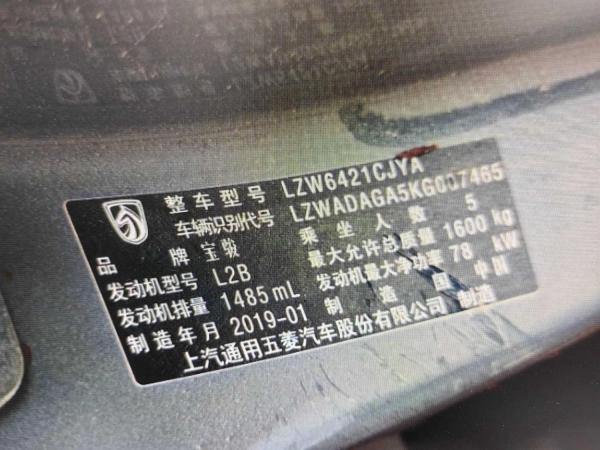 整车型号 LZW6421CJYA
车辆识别代号 LZWADAGA5KG007465
品牌 宝骏 乘坐人数 5
发动机型号 L2B 最大允许总质量 1600 kg
发动机排量 1485 mL 发动机最大净功率 78 kW
制造年月 2019-01 制造国 中国
上汽通用五菱汽车股份有限公司 制造